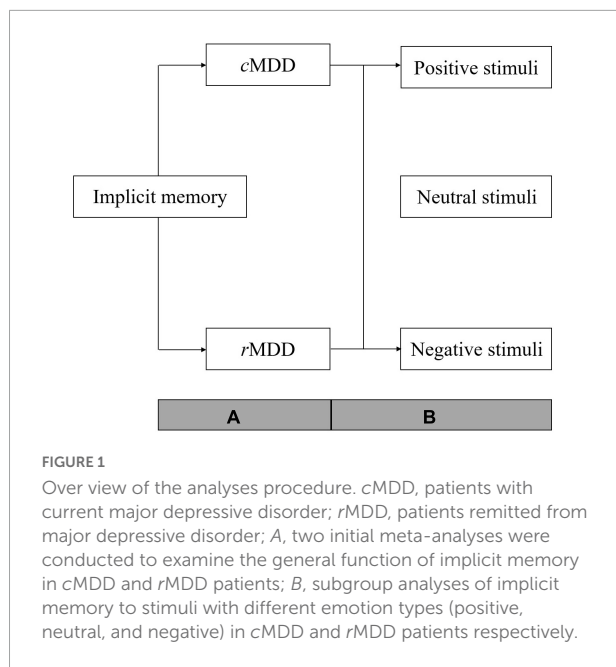 cMDD
Positive stimuli
Implicit memory
Neutral stimuli
rMDD
Negative stimuli
A
B
FIGURE 1
Over view of the analyses procedure. cMDD, patients with
current major depressive disorder; rMDD, patients remitted from
major depressive disorder; A, two initial meta-analyses were
conducted to examine the general function of implicit memory
in cMDD and rMDD patients; B, subgroup analyses of implicit
memory to stimuli with different emotion types (positive,
neutral, and negative) in cMDD and rMDD patients respectively.